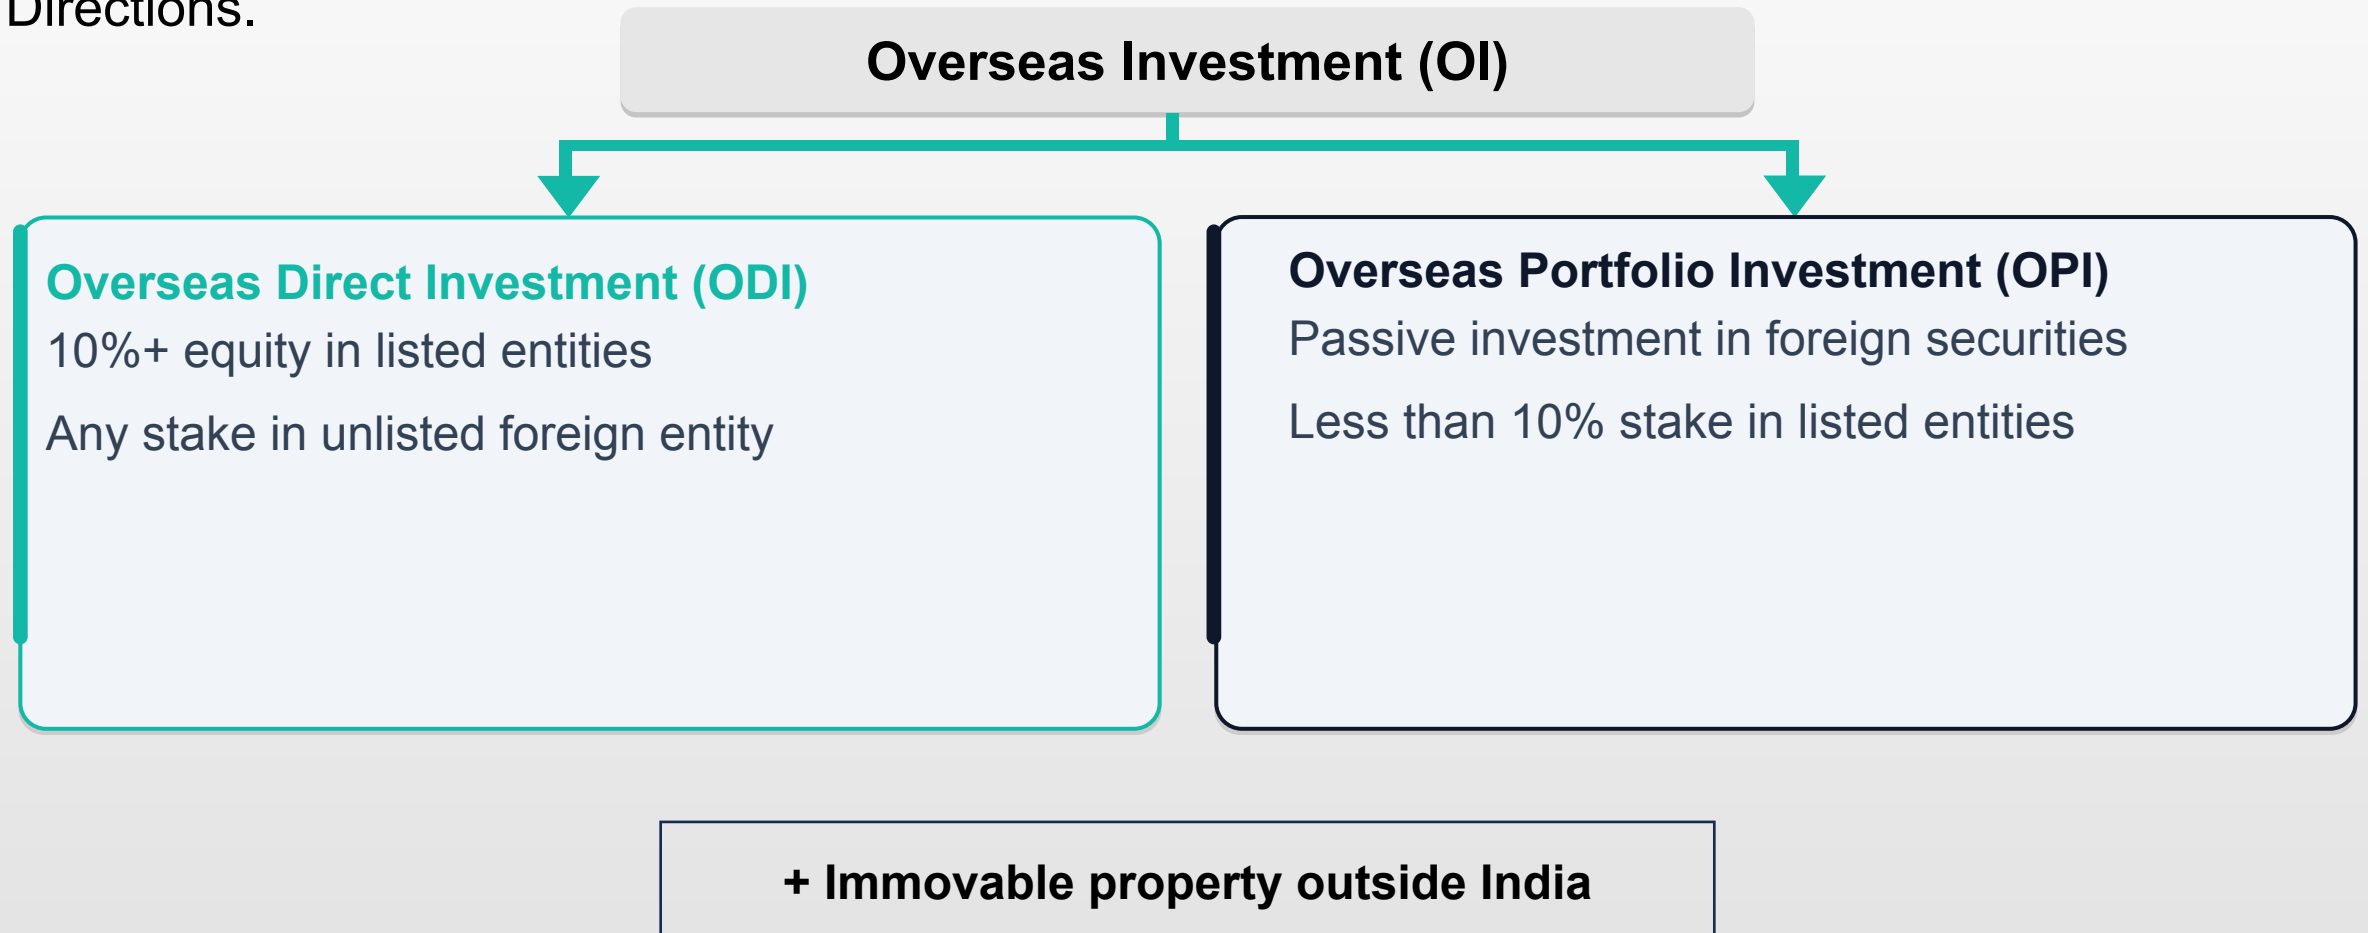 Directions.
Overseas Investment (OI)
Overseas Direct Investment (ODI)
10%+ equity in listed entities
Any stake in unlisted foreign entity
Overseas Portfolio Investment (OPI)
Passive investment in foreign securities
Less than 10% stake in listed entities
+ Immovable property outside India